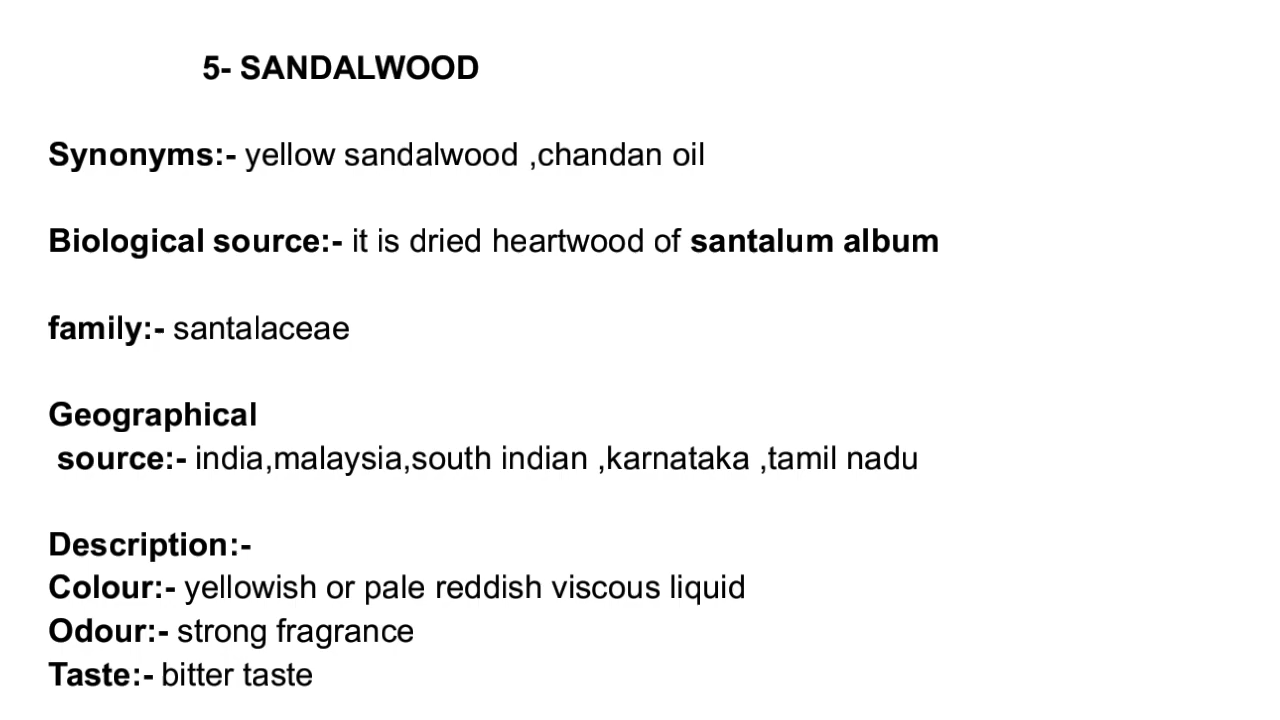 5- SANDALWOOD
Synonyms:- yellow sandalwood ,chandan oil
Biological source:- it is dried heartwood of santalum album
family:- santalaceae
Geographical
source:- india,malaysia,south indian ,karnataka ,tamil nadu
Description:-
Colour:- yellowish or pale reddish viscous liquid
Odour:- strong fragrance
Taste:- bitter taste